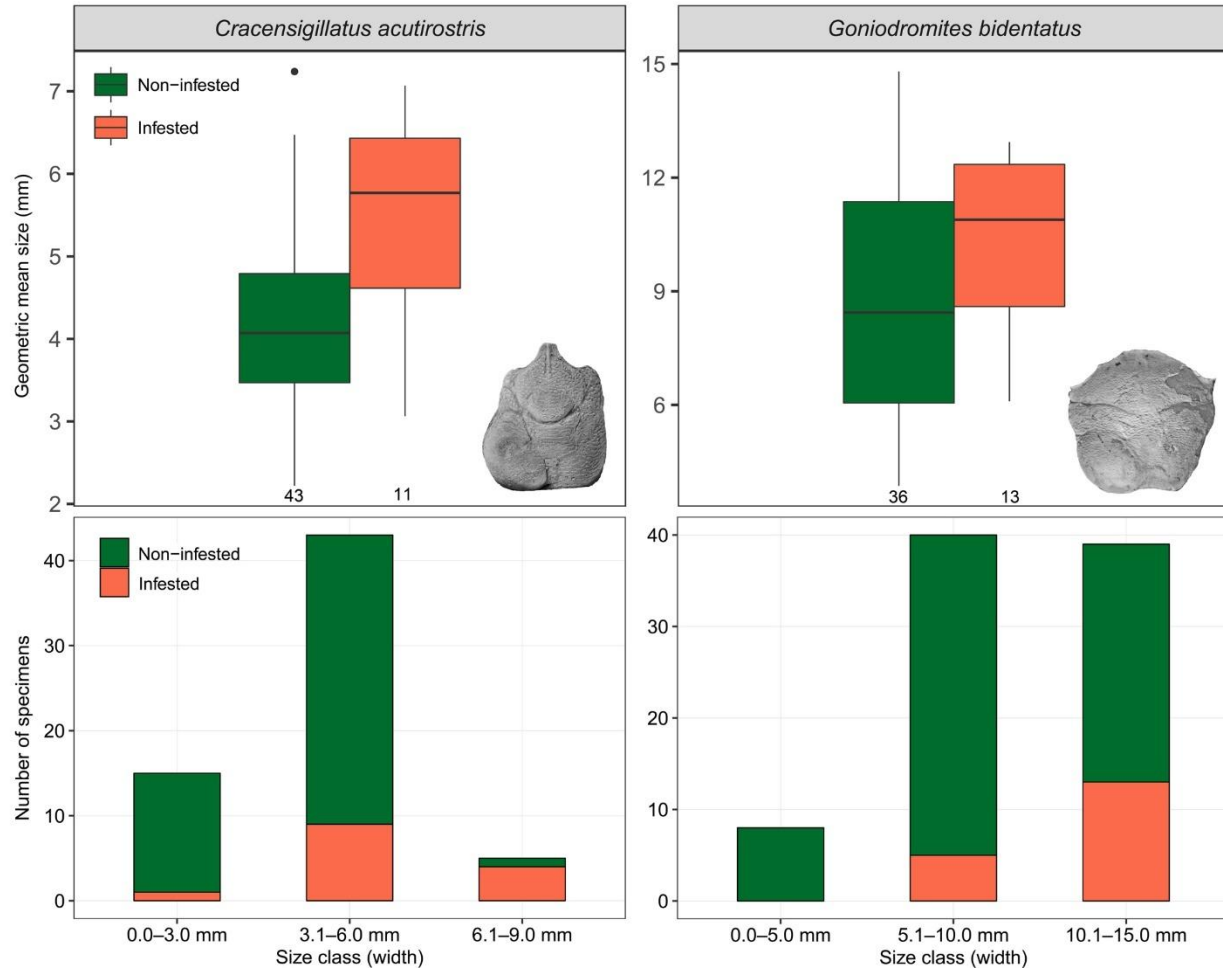 Cracensigillatus acutirostris
Goniodromites bidentatus
Geometric mean size (mm)
7
6
5
4
3
2
Non−infested
Infested
43
11
15
12
9
6
36
13
Number of specimens
40
30
20
10
0
Non−infested
Infested
0.0–3.0 mm
3.1–6.0 mm
6.1–9.0 mm
Size class (width)
40
30
20
10
0
0.0–5.0 mm
5.1–10.0 mm
10.1–15.0 mm
Size class (width)